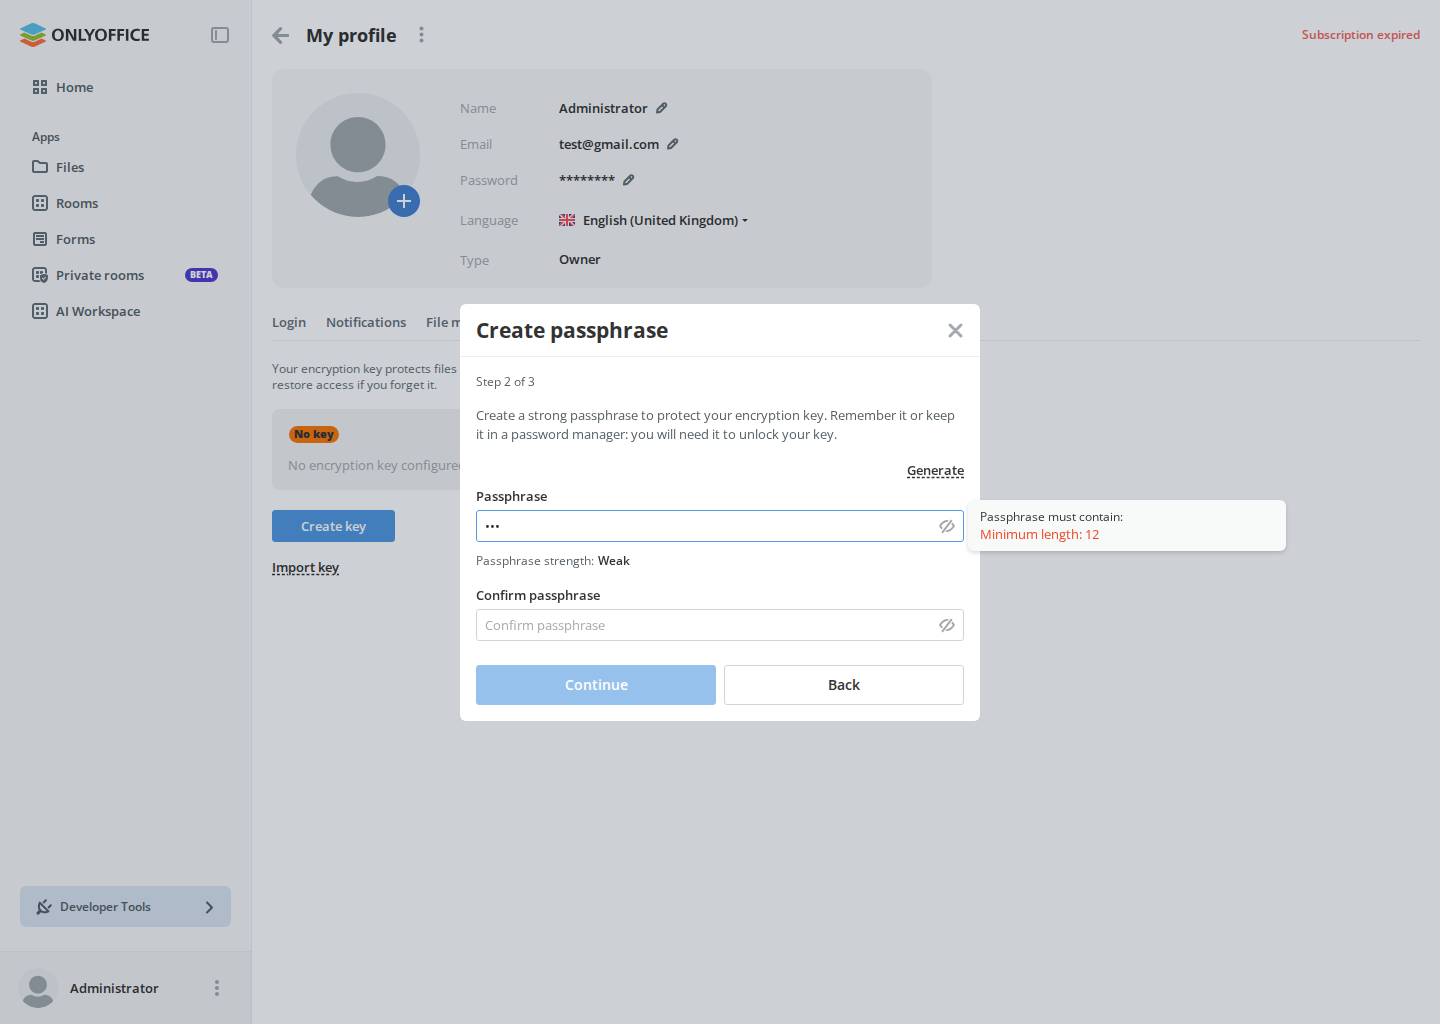 ONLYOFFICE
My profile
Subscription expired
Home
Apps
Files
Rooms
Forms
Private rooms BETA
AI Workspace
Developer Tools
Administrator
Name Administrator
Email test@gmail.com
Password ********
Language English (United Kingdom)
Type Owner
Login Notifications File m
Your encryption key protects files
restore access if you forget it.
No key
No encryption key configured
Create key
Import key
Create passphrase
Step 2 of 3
Create a strong passphrase to protect your encryption key. Remember it or keep
it in a password manager: you will need it to unlock your key.
Generate
Passphrase
•••
Passphrase must contain:
Minimum length: 12
Passphrase strength: Weak
Confirm passphrase
Confirm passphrase
Continue
Back